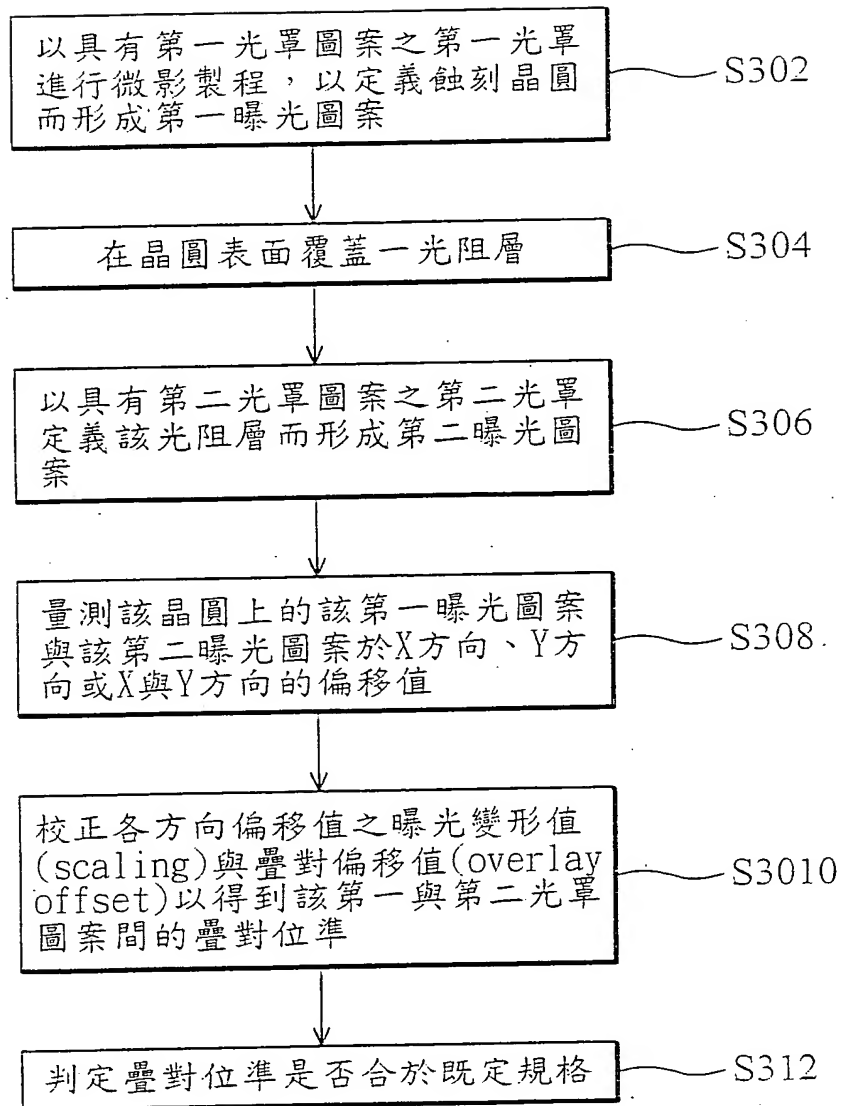 以具有第一光罩圖案之第一光罩
進行微影製程，以定義蝕刻晶圓
而形成第一曝光圖案
S302
在晶圓表面覆蓋一光阻層
S304
以具有第二光罩圖案之第二光罩
定義該光阻層而形成第二曝光圖
案
S306
量測該晶圓上的該第一曝光圖案
與該第二曝光圖案於X方向、Y方
向或X與Y方向的偏移值
S308
校正各方向偏移值之曝光變形值
(scaling)與疊對偏移值(overlay
offset)以得到該第一與第二光罩
圖案間的疊對位準
S3010
判定疊對位準是否合於既定規格
S312